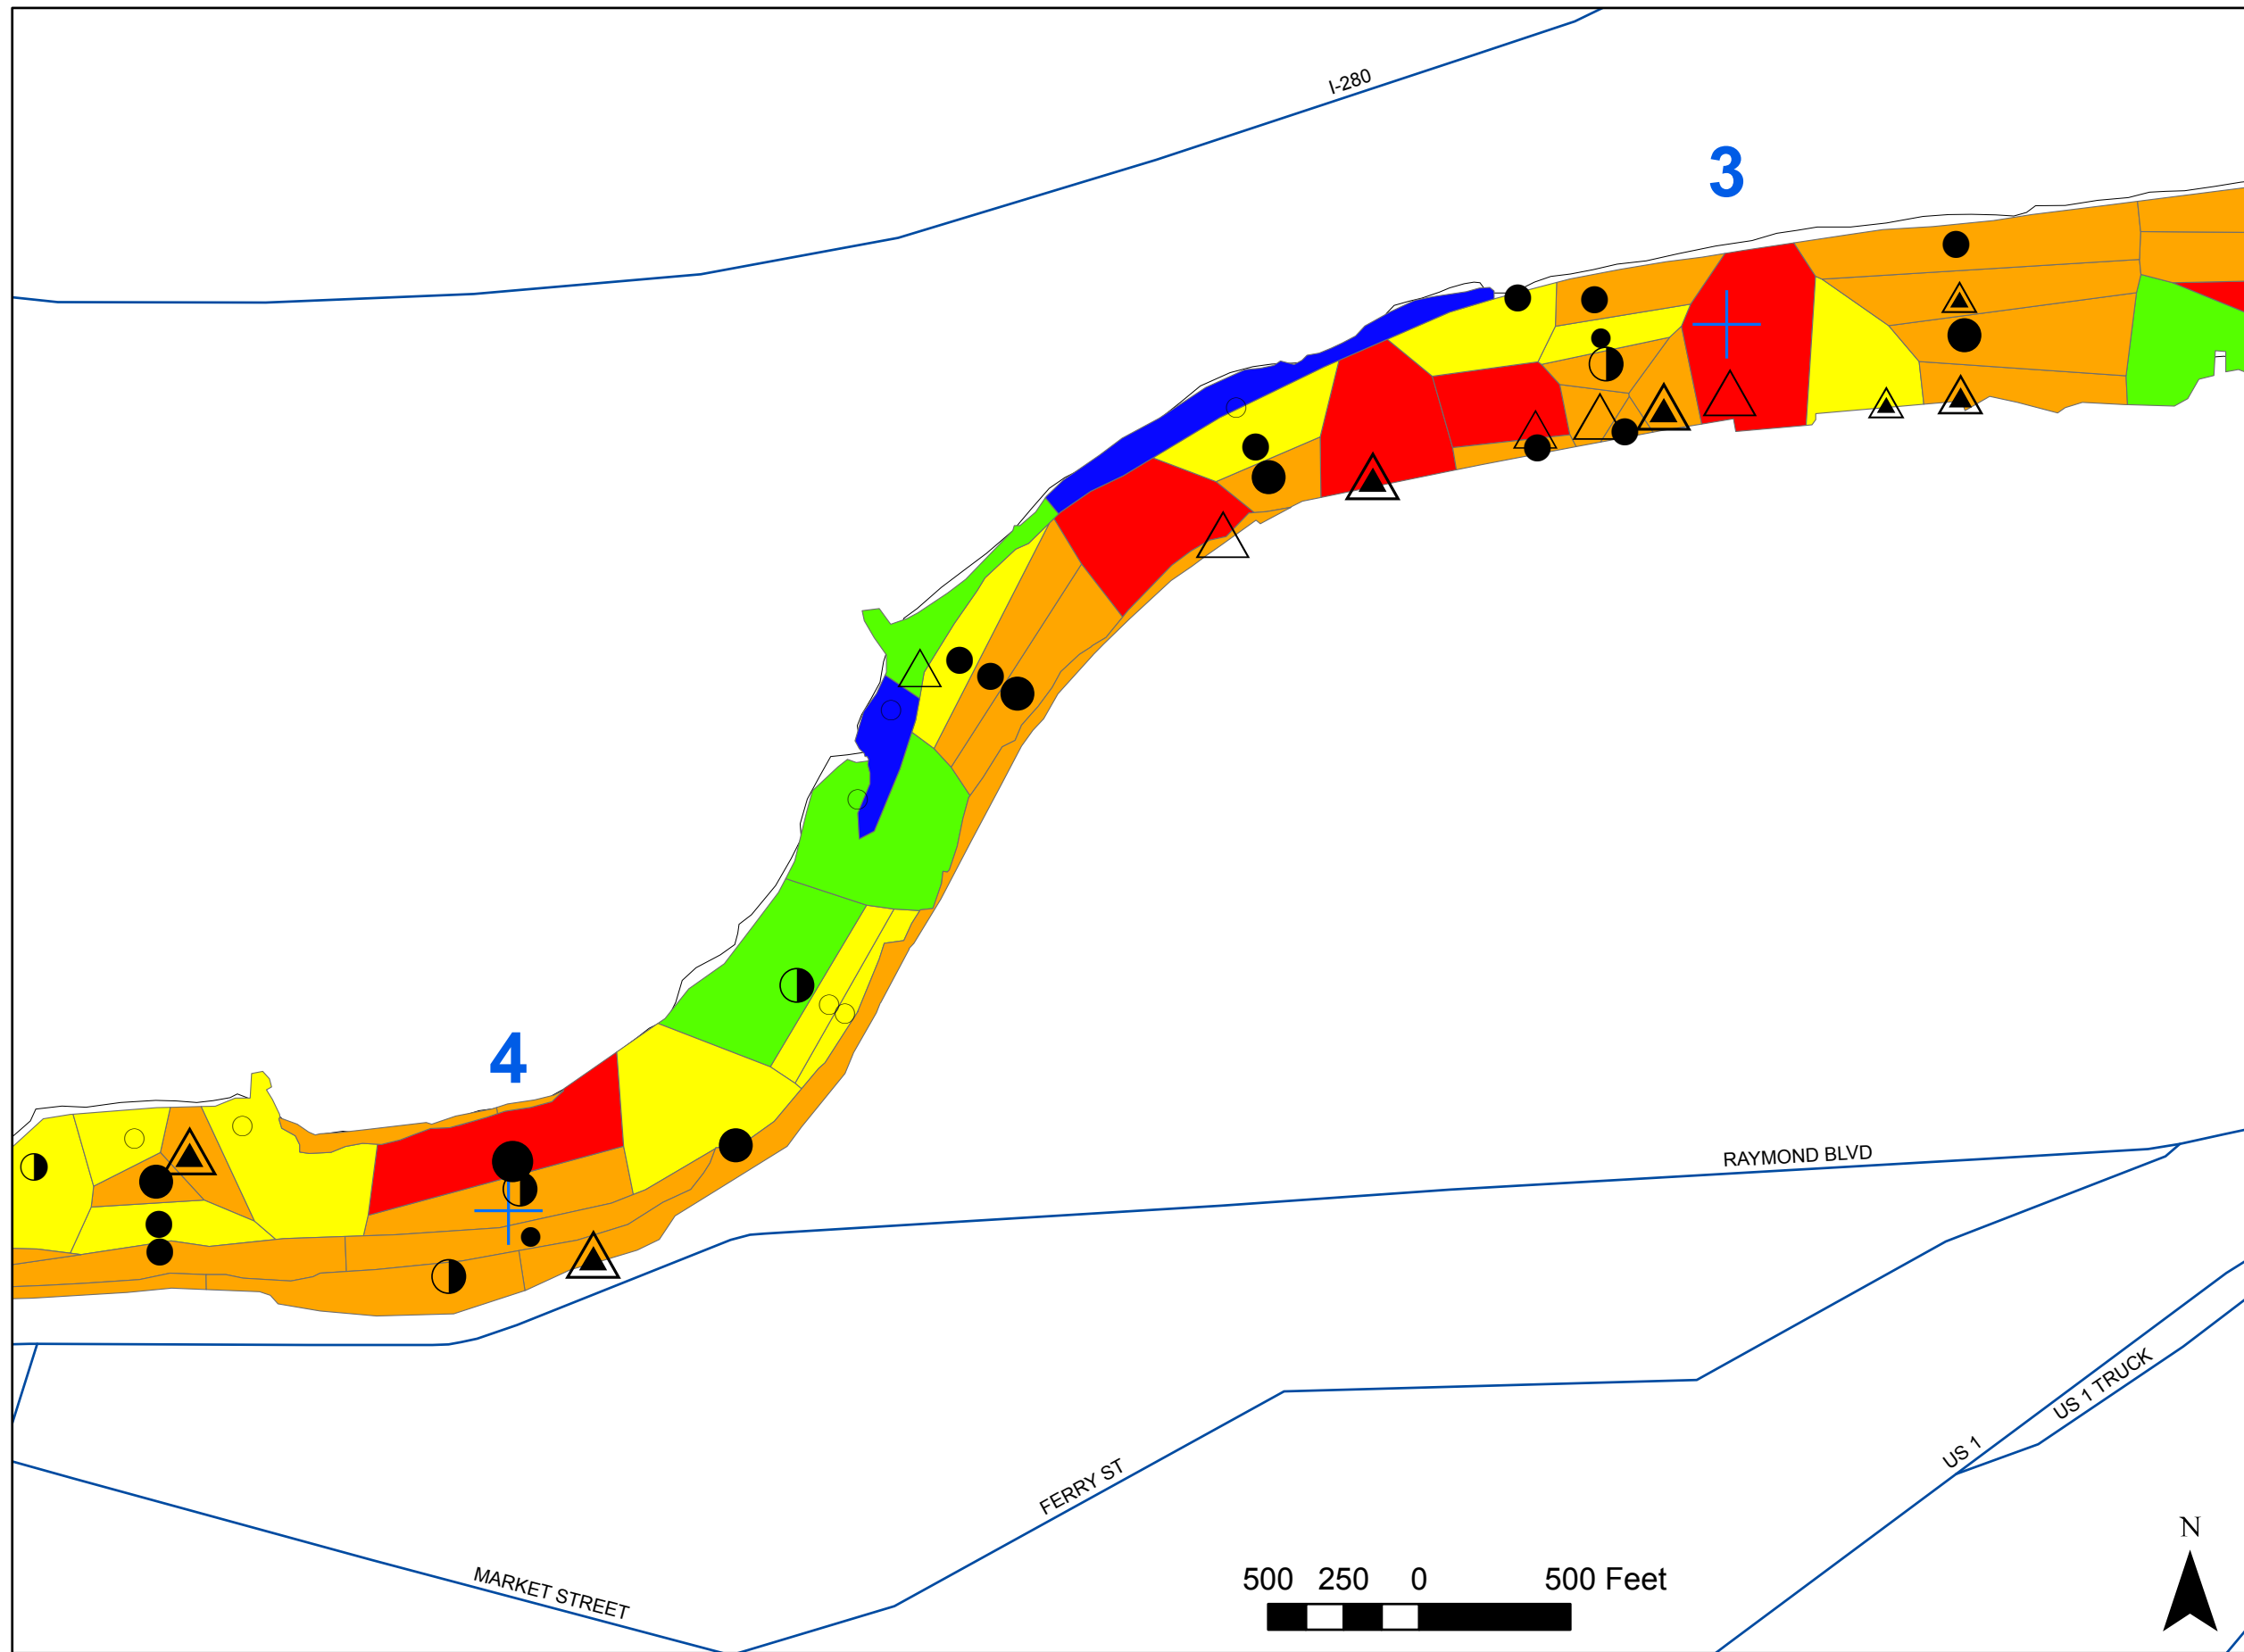 I-280
3
4
RAYMOND BLVD
US 1 TRUCK
US 1
FERRY ST
MARKET STREET
N
500 250 0 500 Feet